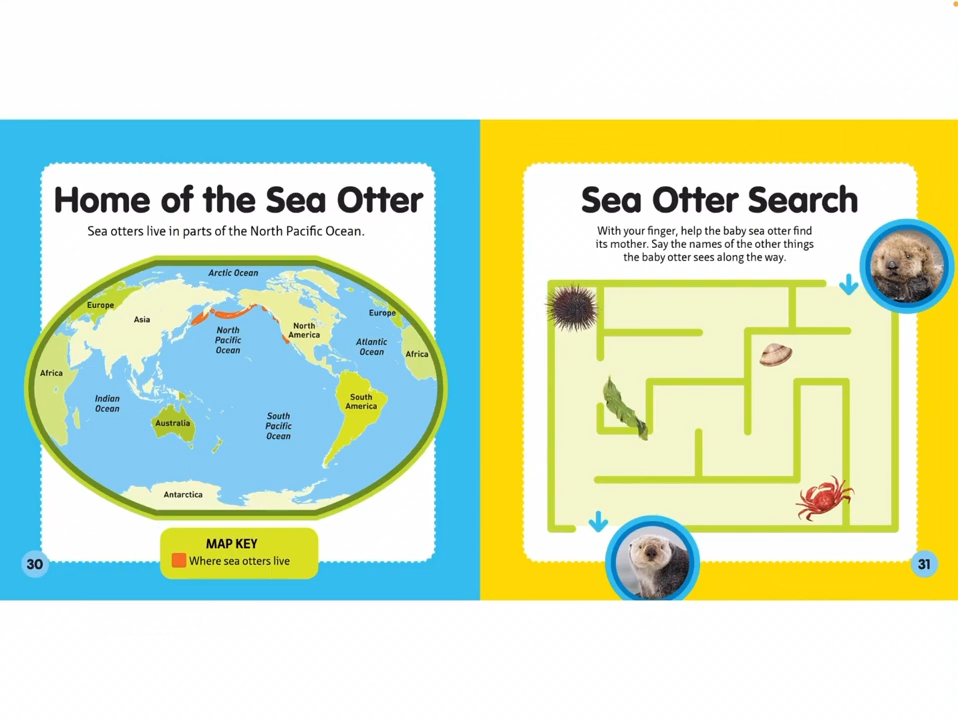 Home of the Sea Otter
Sea otters live in parts of the North Pacific Ocean.
Arctic Ocean
Europe
Asia
North
Pacific
Ocean
North
America
Europe
Atlantic
Ocean
Africa
Africa
Indian
Ocean
Australia
South
Pacific
Ocean
South
America
Antarctica
MAP KEY
Where sea otters live
30
Sea Otter Search
With your finger, help the baby sea otter find
its mother. Say the names of the other things
the baby otter sees along the way.
31